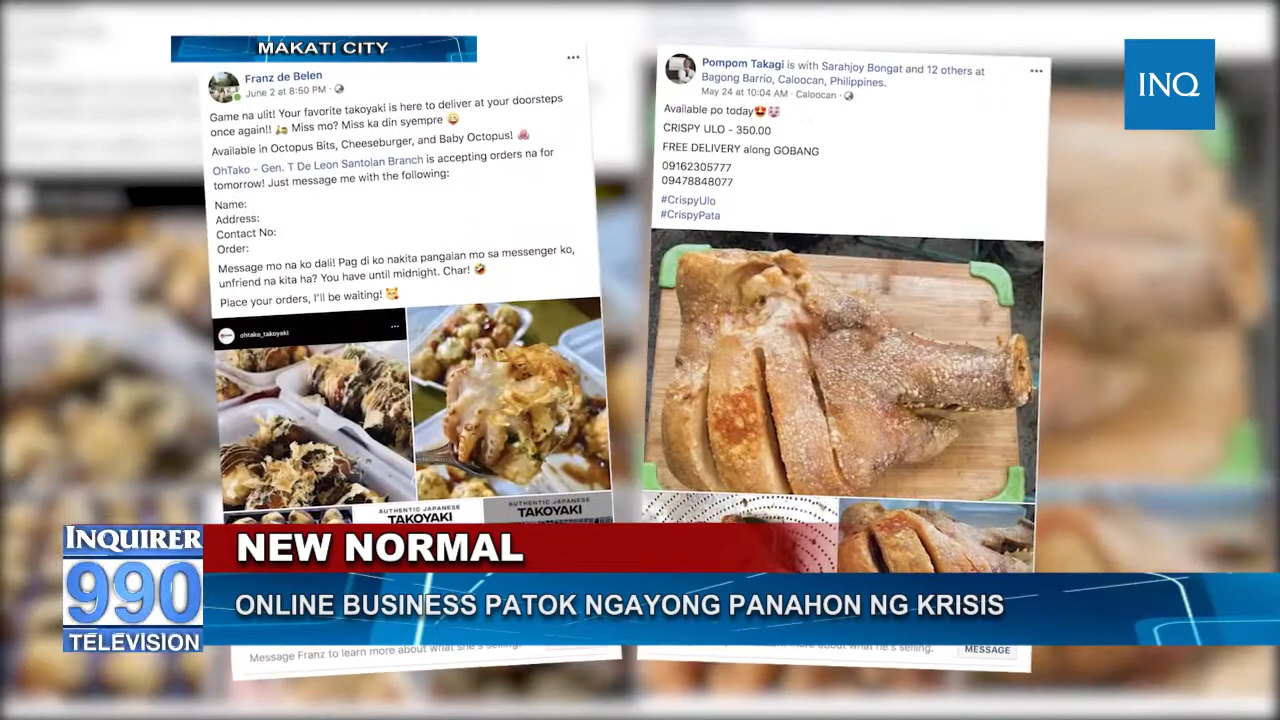 MAKATI CITY
INQ
Franz de Belen
June 2 at 8:50 PM ·
Game na ulit! Your favorite takoyaki is here to deliver at your doorsteps
once again!! Miss mo? Miss ka din syempre
Available in Octopus Bits, Cheeseburger, and Baby Octopus!
OhTako - Gen. T De Leon Santolan Branch is accepting orders na for
tomorrow! Just message me with the following:
Name:
Address:
Contact No:
Order:
Message mo na ko dali! Pag di ko nakita pangalan mo sa messenger ko,
unfriend na kita ha? You have until midnight. Char!
Place your orders, I'll be waiting!
ohtako_takoyaki
AUTHENTIC JAPANESE
TAKOYAKI
AUTHENTIC JAPANESE
TAKOYAKI
Message Franz to learn more about what she's selling.
Pompom Takagi is with Sarahjoy Bongat and 12 others at
Bagong Barrio, Caloocan, Philippines.
May 24 at 10:04 AM · Caloocan ·
Available po today
CRISPY ULO - 350.00
FREE DELIVERY along GOBANG
09162305777
09478848077
#CrispyUlo
#CrispyPata
more about what he's selling.
MESSAGE
INQUIRER
990
TELEVISION
NEW NORMAL
ONLINE BUSINESS PATOK NGAYONG PANAHON NG KRISIS